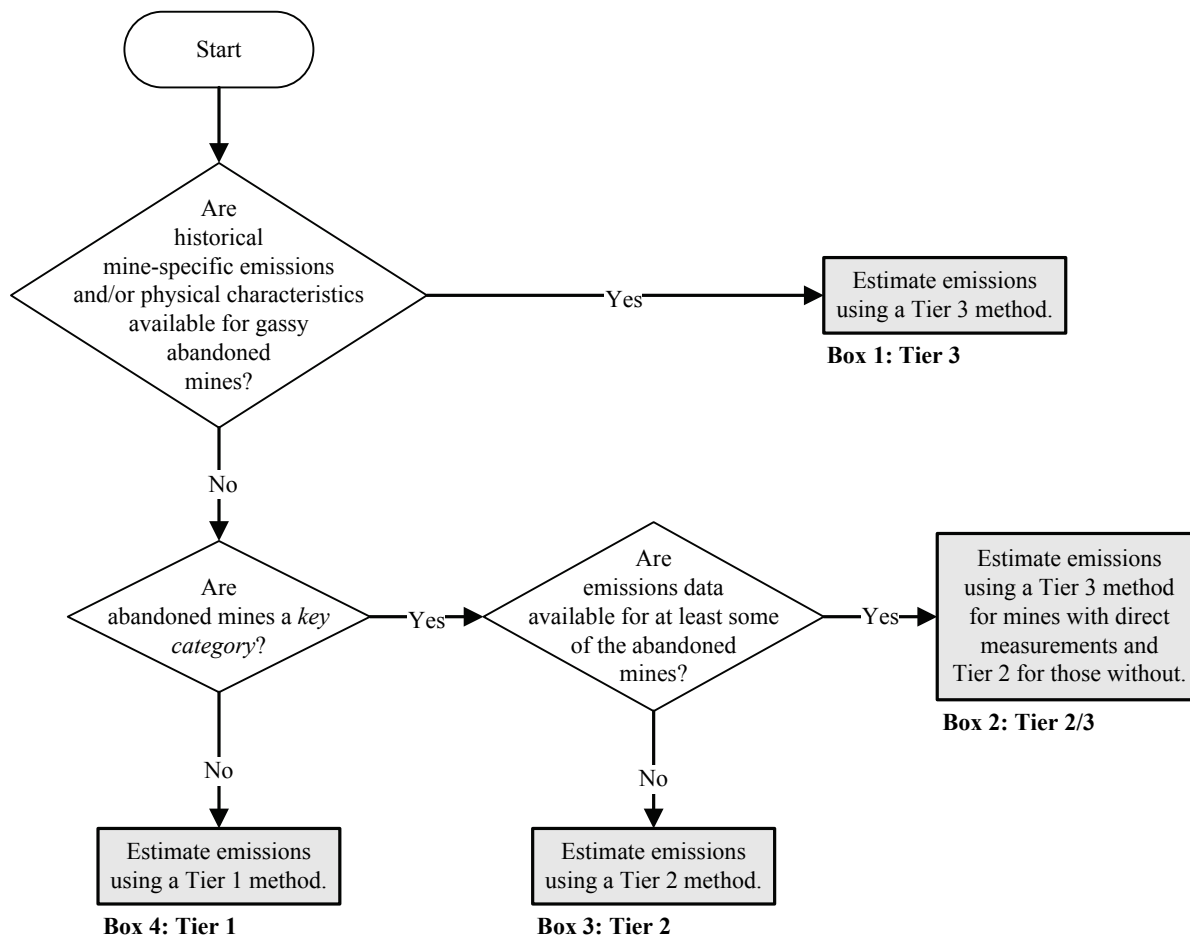 Start
Are
historical
mine-specific emissions
and/or physical characteristics
available for gassy
abandoned
mines?
Yes
Estimate emissions
using a Tier 3 method.
Box 1: Tier 3
No
Are
abandoned mines a key
category?
Yes
Are
emissions data
available for at least some
of the abandoned
mines?
Yes
Estimate emissions
using a Tier 3 method
for mines with direct
measurements and
Tier 2 for those without.
Box 2: Tier 2/3
No
No
Estimate emissions
using a Tier 1 method.
Box 4: Tier 1
Estimate emissions
using a Tier 2 method.
Box 3: Tier 2